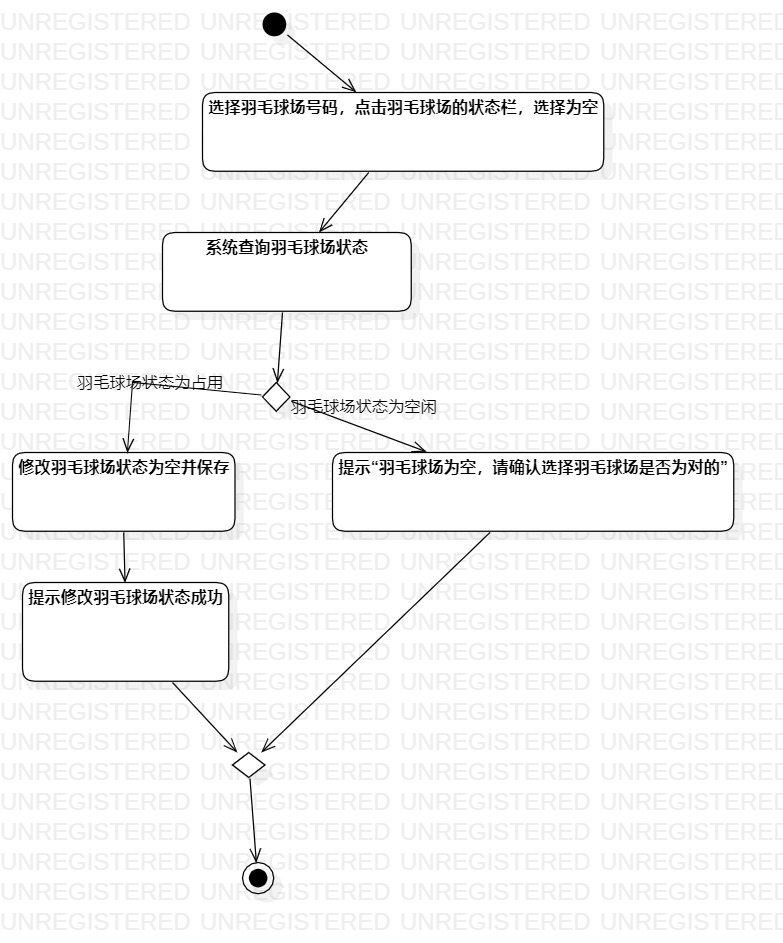 选择羽毛球场号码，点击羽毛球场的状态栏，选择为空
系统查询羽毛球场状态
羽毛球场状态为占用
羽毛球场状态为空闲
修改羽毛球场状态为空并保存
提示“羽毛球场为空，请确认选择羽毛球场是否为对的”
提示修改羽毛球场状态成功
UNREGISTERED